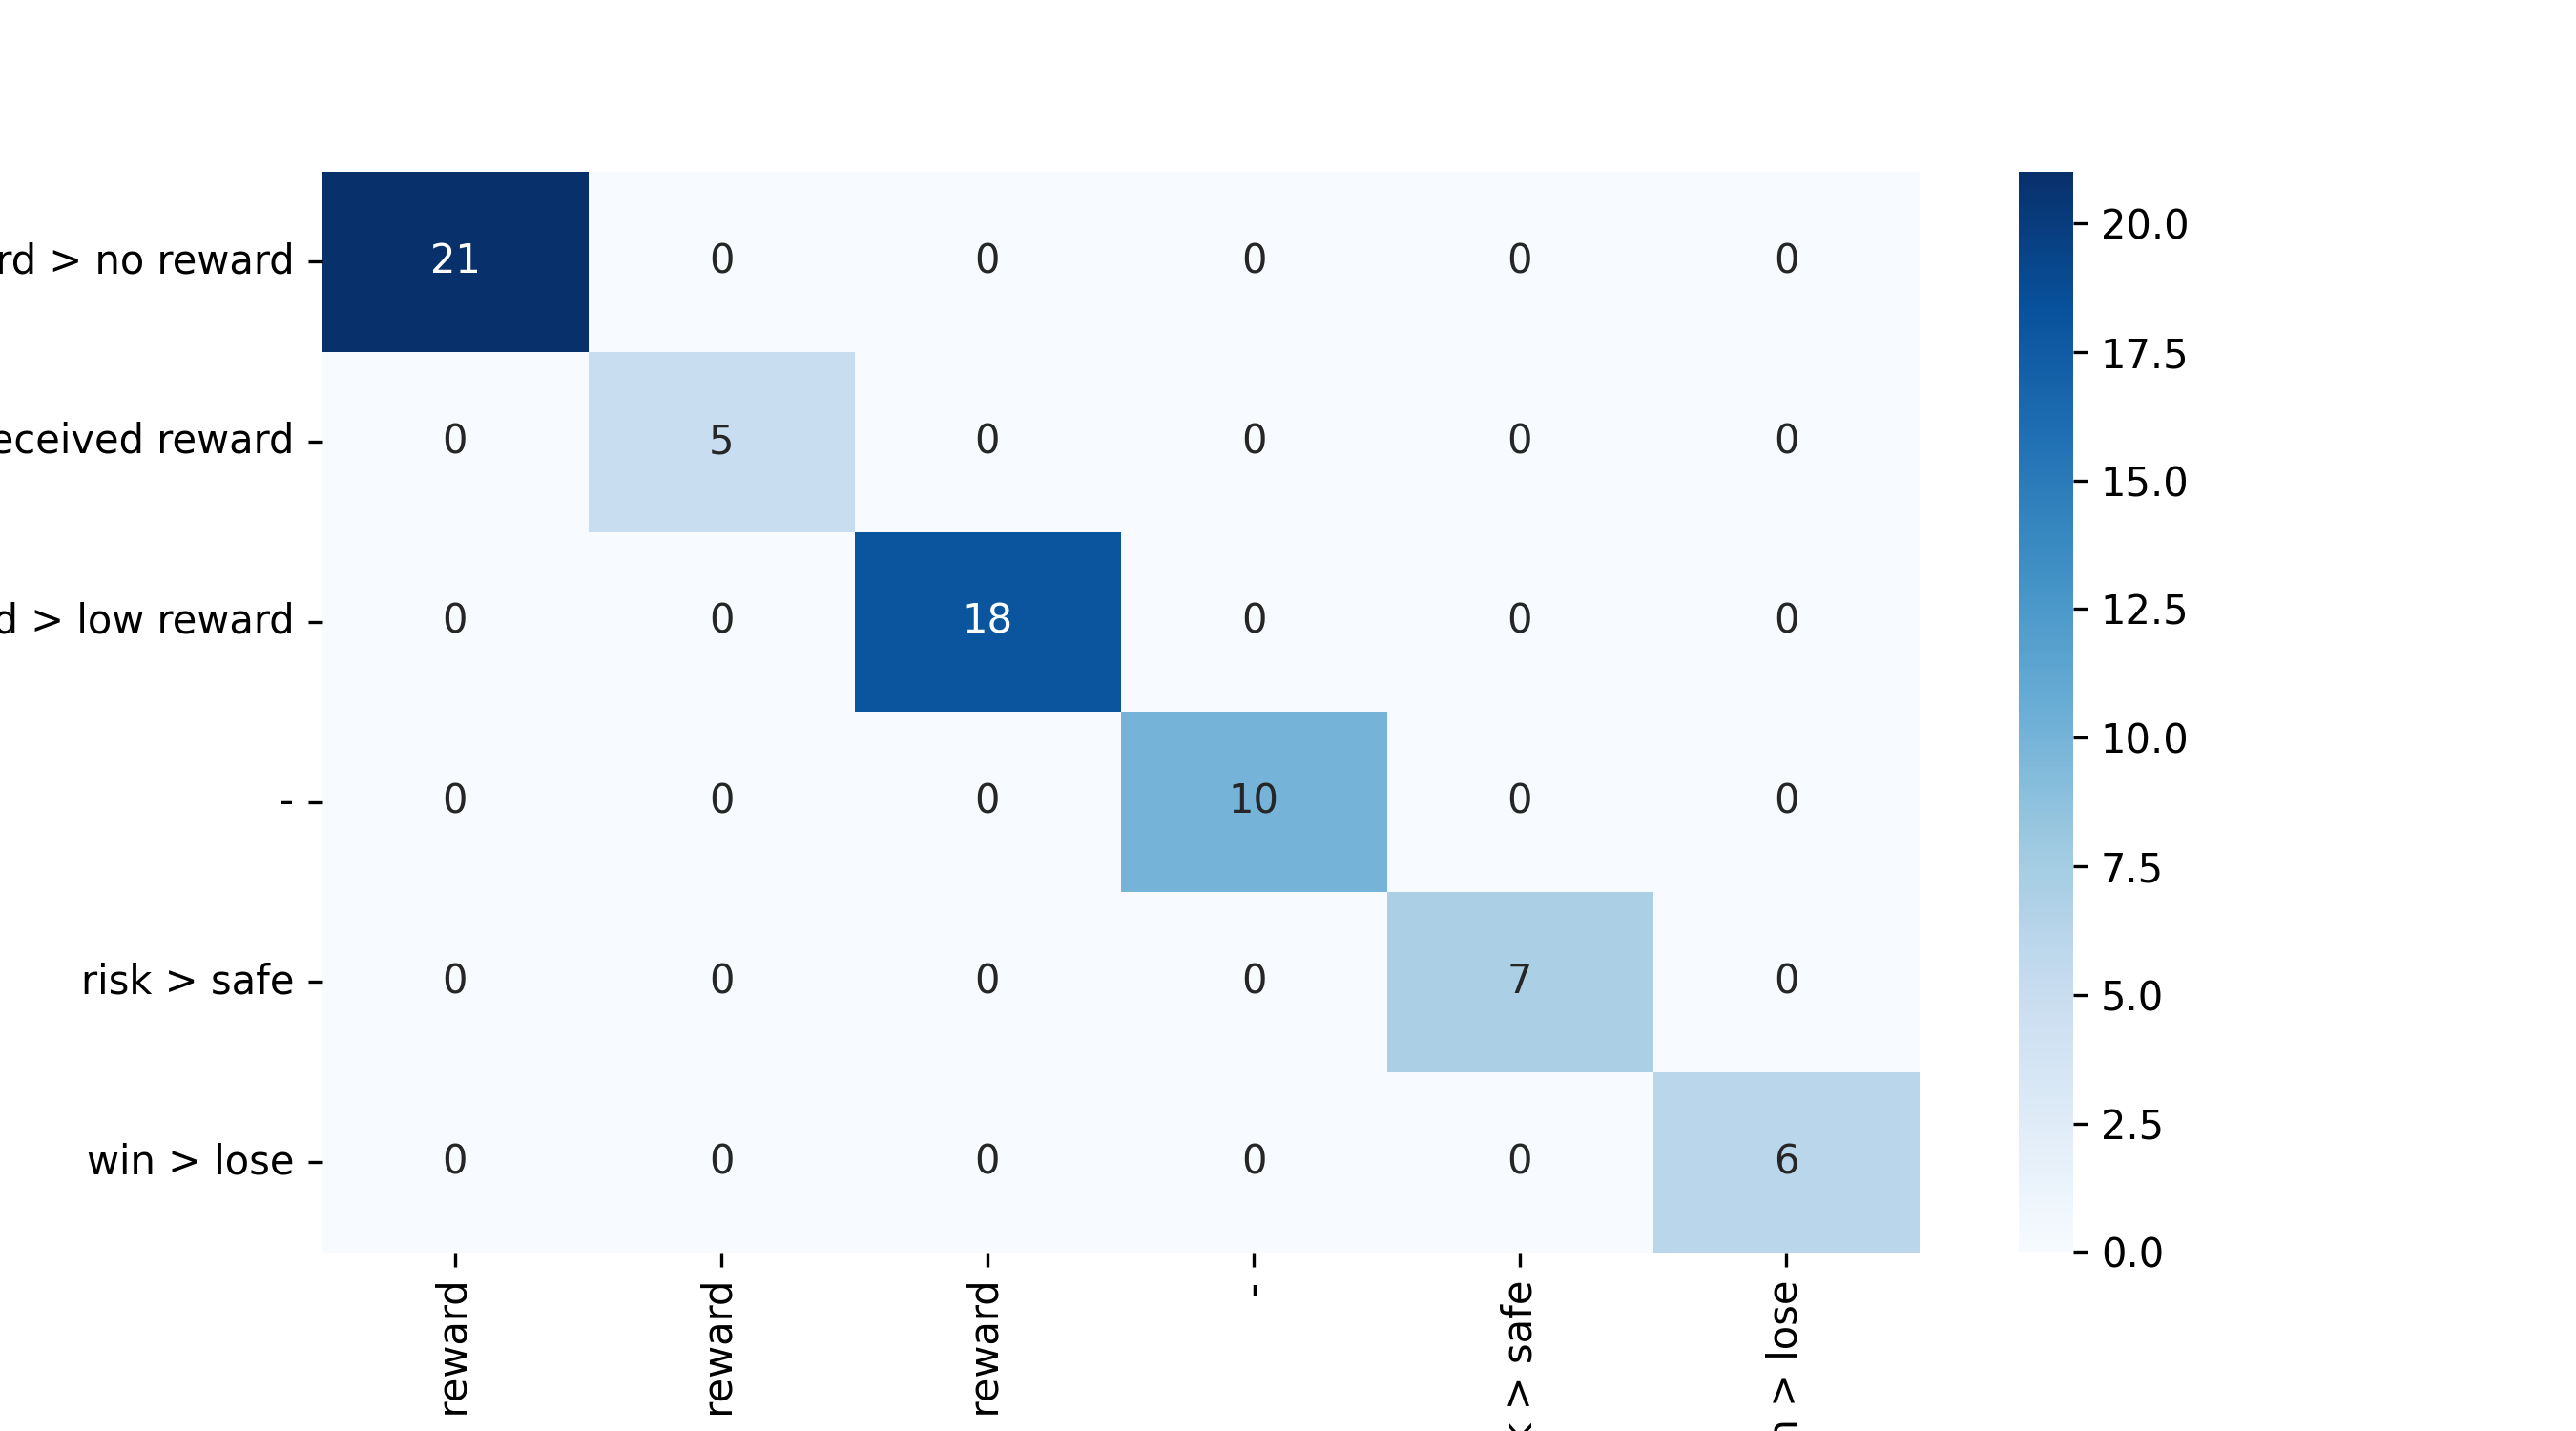 > no reward
21 0 0 0 0 0
reward
0 5 0 0 0 0
> low reward
0 0 18 0 0 0
-
0 0 0 10 0 0
risk > safe
0 0 0 0 7 0
win > lose
0 0 0 0 0 6
reward
reward
reward
-
> safe
> lose
20.0
17.5
15.0
12.5
10.0
7.5
5.0
2.5
0.0